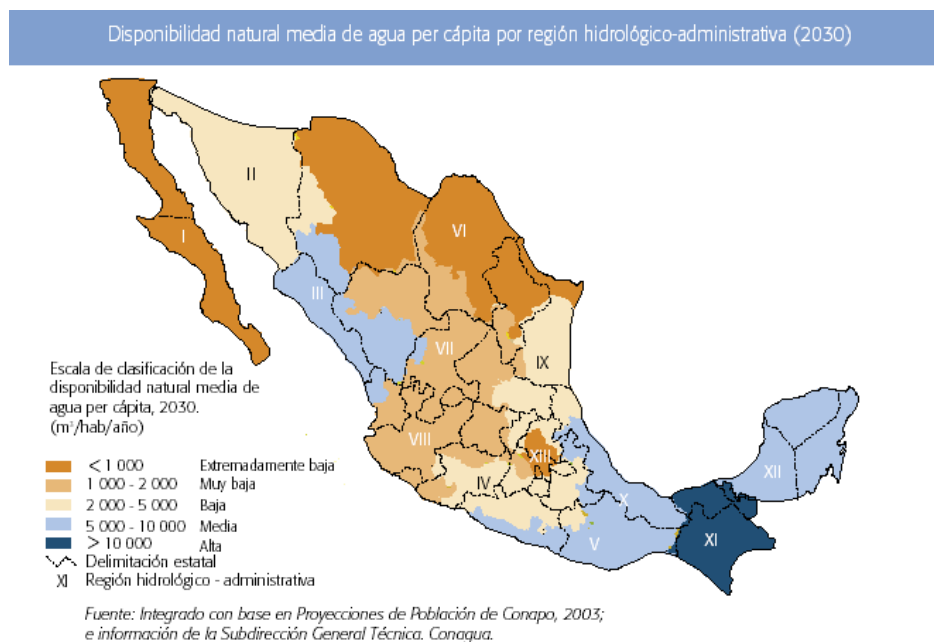 Disponibilidad natural media de agua per cápita por región hidrológico-administrativa (2030)
II
I
VI
III
VII
IX
VIII
XIII
IV
X
V
XII
XI
Escala de clasificación de la
disponibilidad natural media de
agua per cápita, 2030.
(m³/hab/año)
< 1 000 Extremadamente baja
1 000 - 2 000 Muy baja
2 000 - 5 000 Baja
5 000 - 10 000 Media
> 10 000 Alta
Delimitación estatal
XI Región hidrológico - administrativa
Fuente: Integrado con base en Proyecciones de Población de Conapo, 2003;
e información de la Subdirección General Técnica. Conagua.